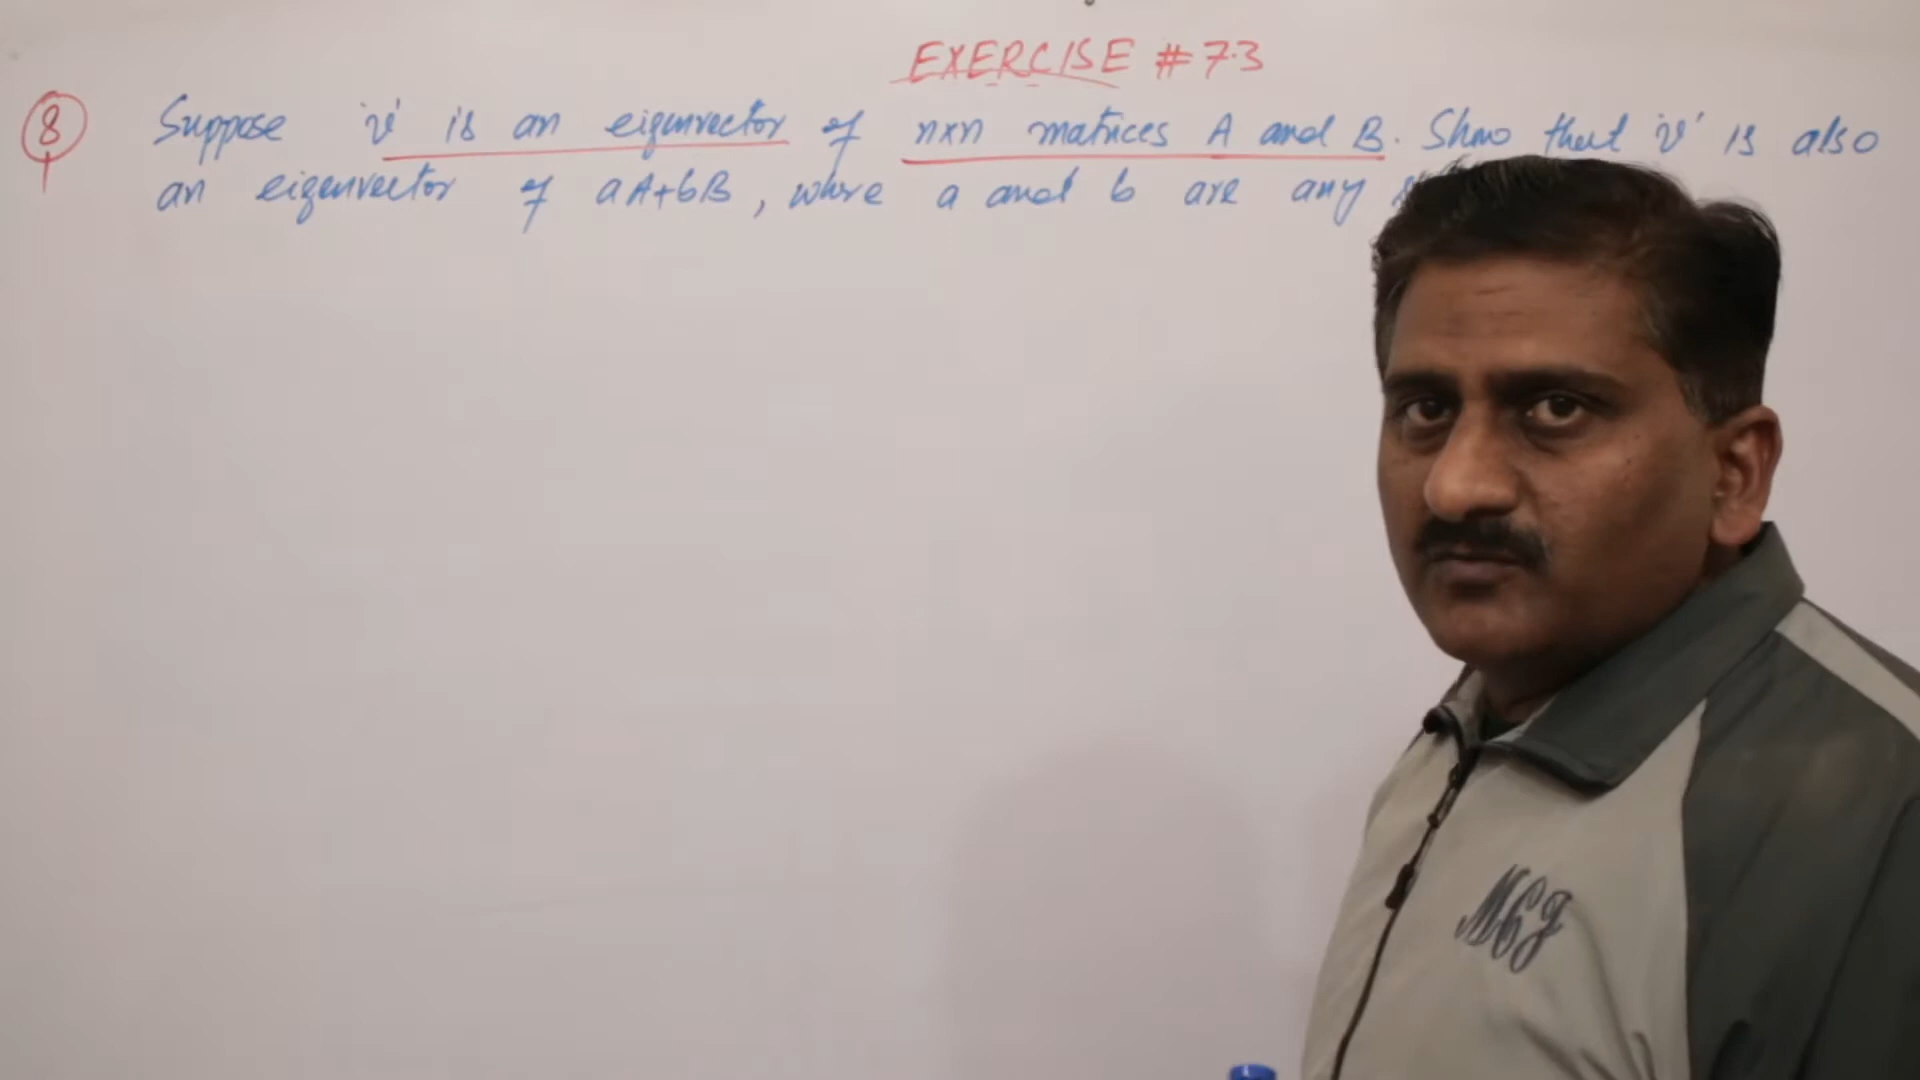 EXERCISE # 7.3
8 Suppose 'v' is an eigenvector of nxn matrices A and B. Show that 'v' is also
an eigenvector of aA+bB, where a and b are any
MCJ